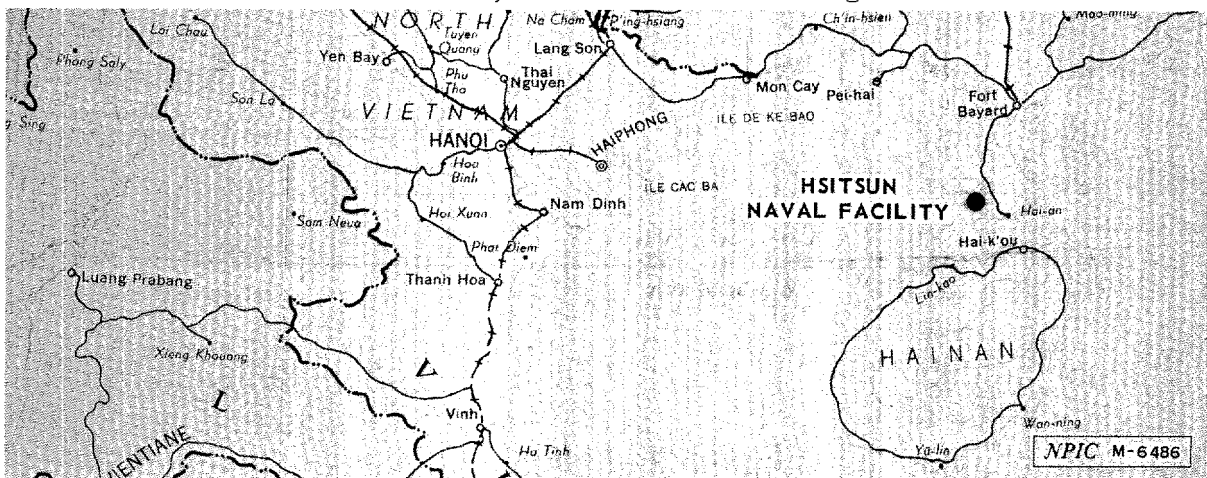 NORTH
Na Cham
P'ing-hsiang
Ch'in-hsien
Mao-ming
Lai Chau
Tuyen
Quang
Lang Son
Phong Saly
Yen Bay
Thai
Nguyen
Phu
Tho
Mon Cay
Pei-hai
Fort
Bayard
Son La
g Sing
VIETNAM
ILE DE KE BAO
HANOI
HAIPHONG
Hoa
Binh
ILE CAC BA
HSITSUN
NAVAL FACILITY
Hoi Xuan
Nam Dinh
Hai-an
Sam Neua
Phat Diem
Hai-k'ou
Luang Prabang
Thanh Hoa
Lin-kao
Xieng Khouang
HAINAN
V
L
Vinh
Wan-ning
VIENTIANE
Ha Tinh
Ya-lin
NPIC M-6486